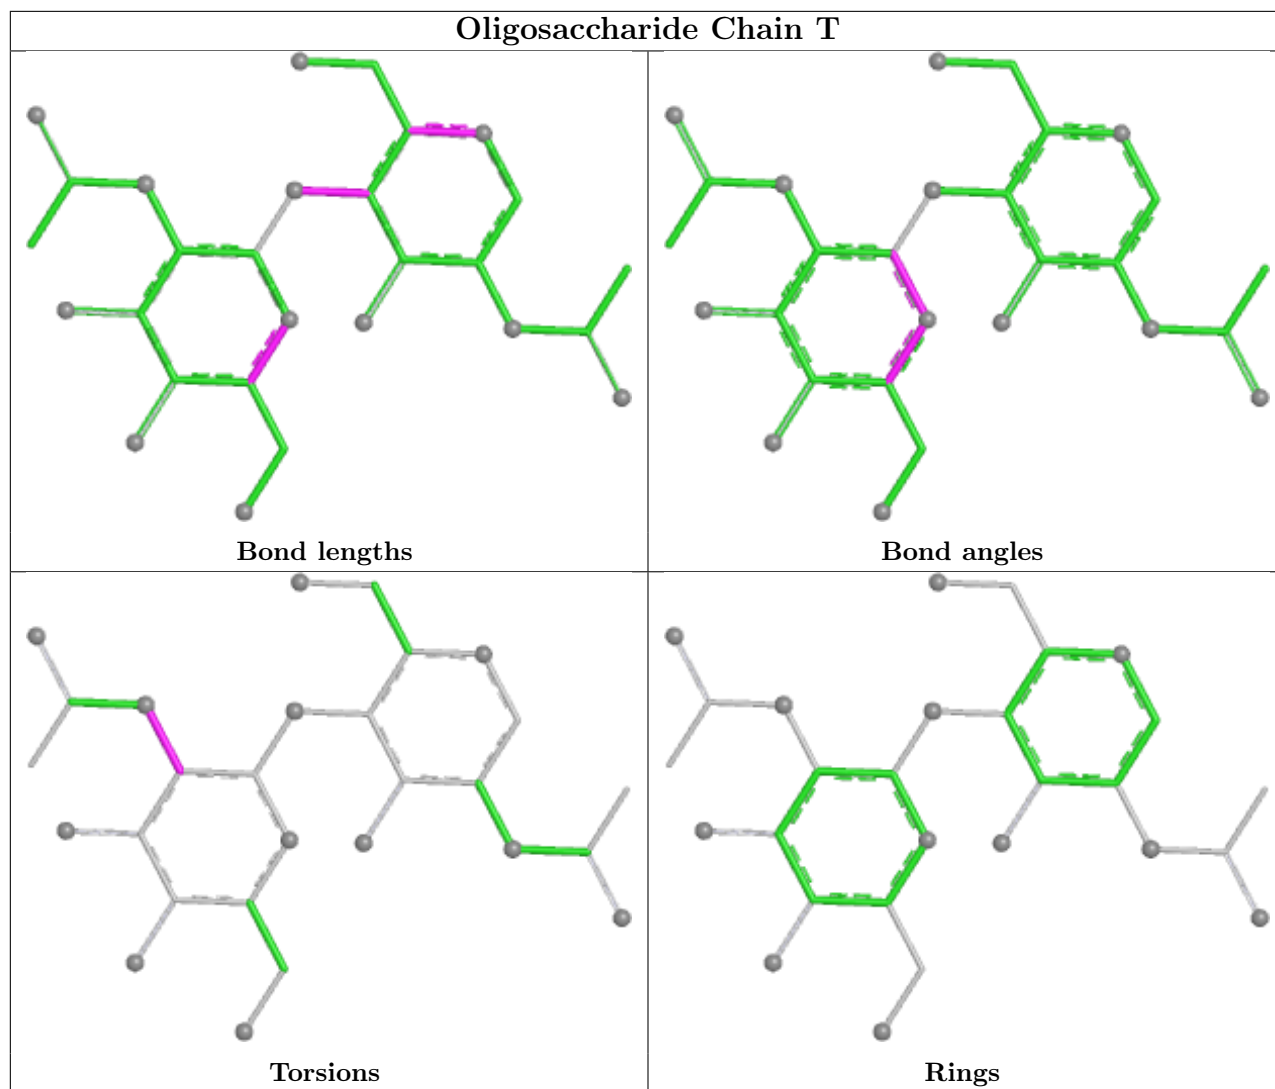 Oligosaccharide Chain T
Bond lengths
Bond angles
Torsions
Rings